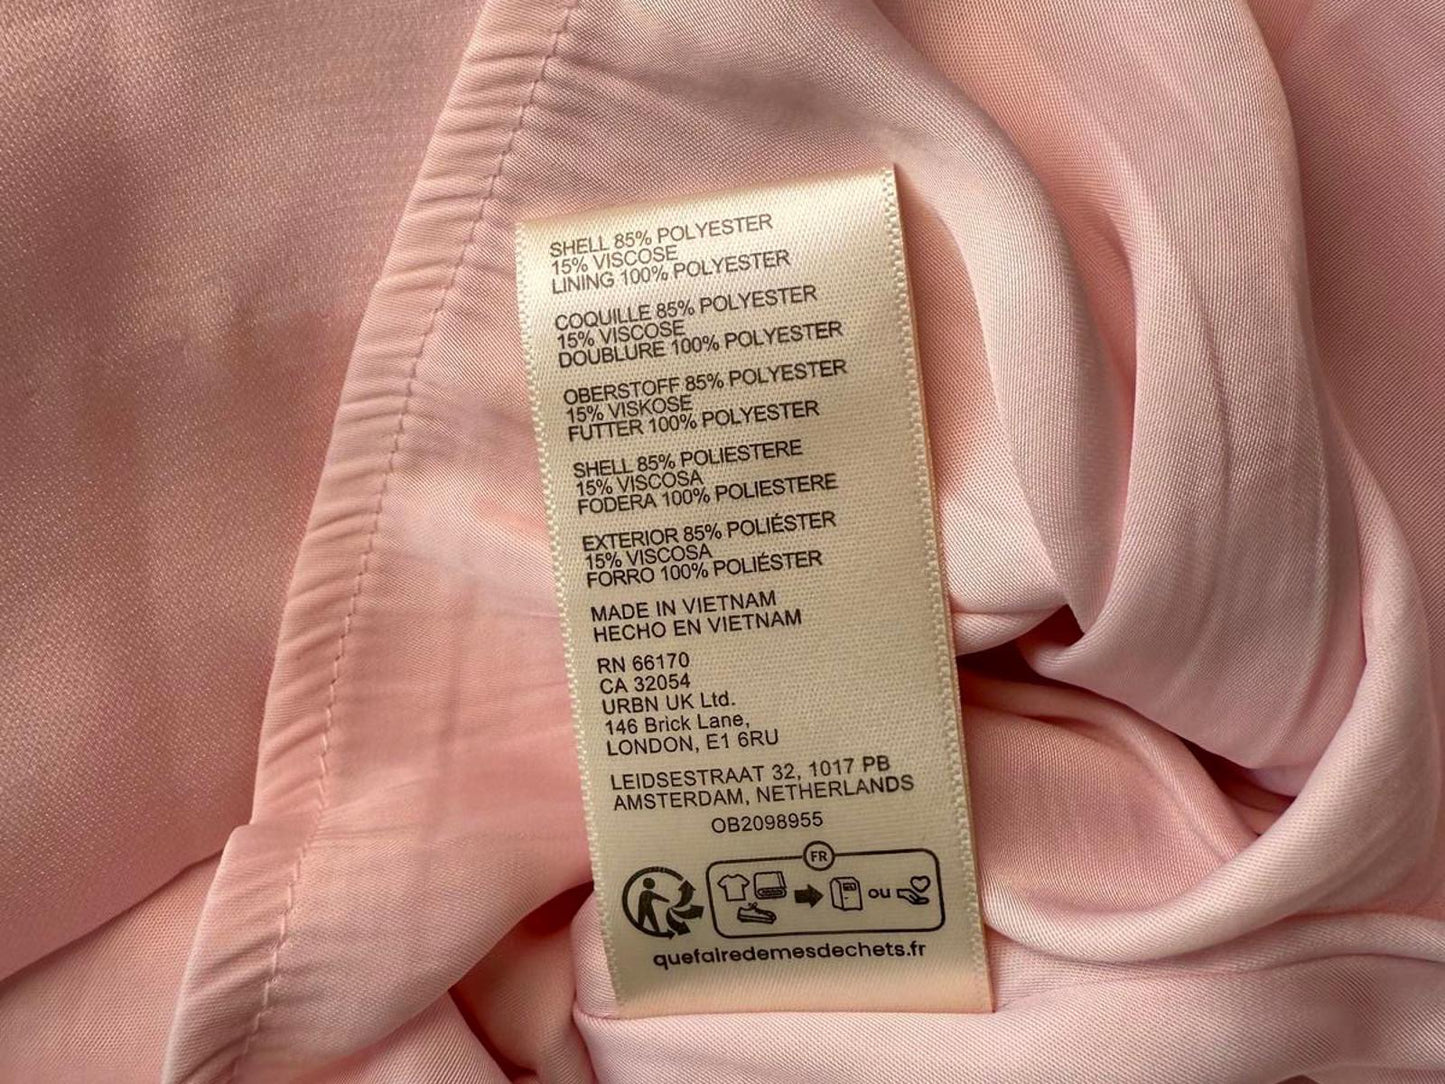 SHELL 85% POLYESTER
15% VISCOSE
LINING 100% POLYESTER
COQUILLE 85% POLYESTER
15% VISCOSE
DOUBLURE 100% POLYESTER
OBERSTOFF 85% POLYESTER
15% VISKOSE
FUTTER 100% POLYESTER
SHELL 85% POLIESTERE
15% VISCOSA
FODERA 100% POLIESTERE
EXTERIOR 85% POLIÉSTER
15% VISCOSA
FORRO 100% POLIÉSTER
MADE IN VIETNAM
HECHO EN VIETNAM
RN 66170
CA 32054
URBN UK Ltd.
146 Brick Lane,
LONDON, E1 6RU
LEIDSESTRAAT 32, 1017 PB
AMSTERDAM, NETHERLANDS
OB2098955
FR
ou
quefairedemesdechets.fr